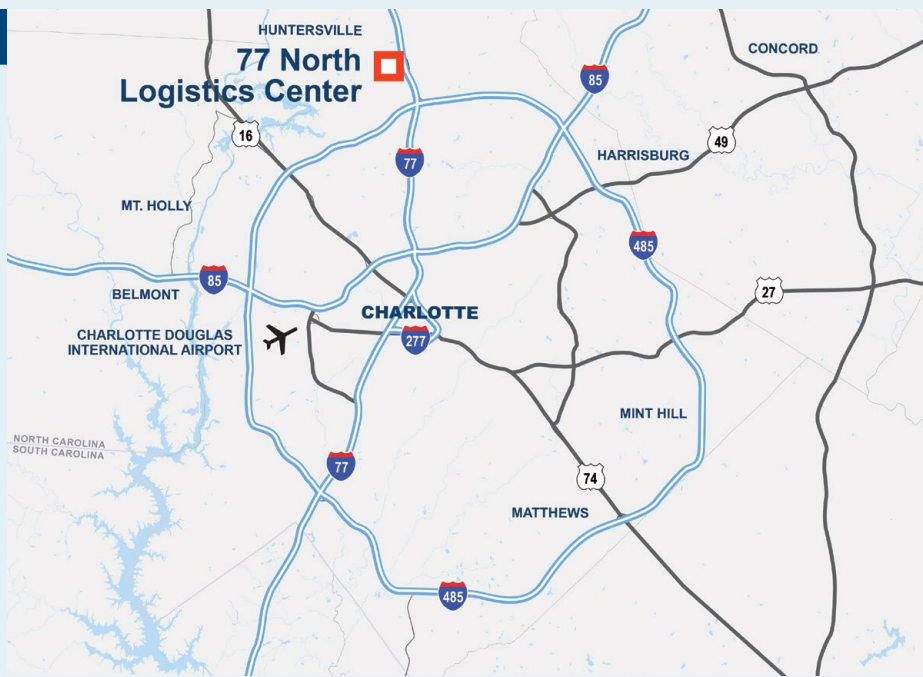 HUNTERSVILLE
77 North
Logistics Center
CONCORD
85
16
49
HARRISBURG
77
MT. HOLLY
485
85
27
BELMONT
CHARLOTTE
CHARLOTTE DOUGLAS
INTERNATIONAL AIRPORT
277
MINT HILL
NORTH CAROLINA
SOUTH CAROLINA
77
74
MATTHEWS
485